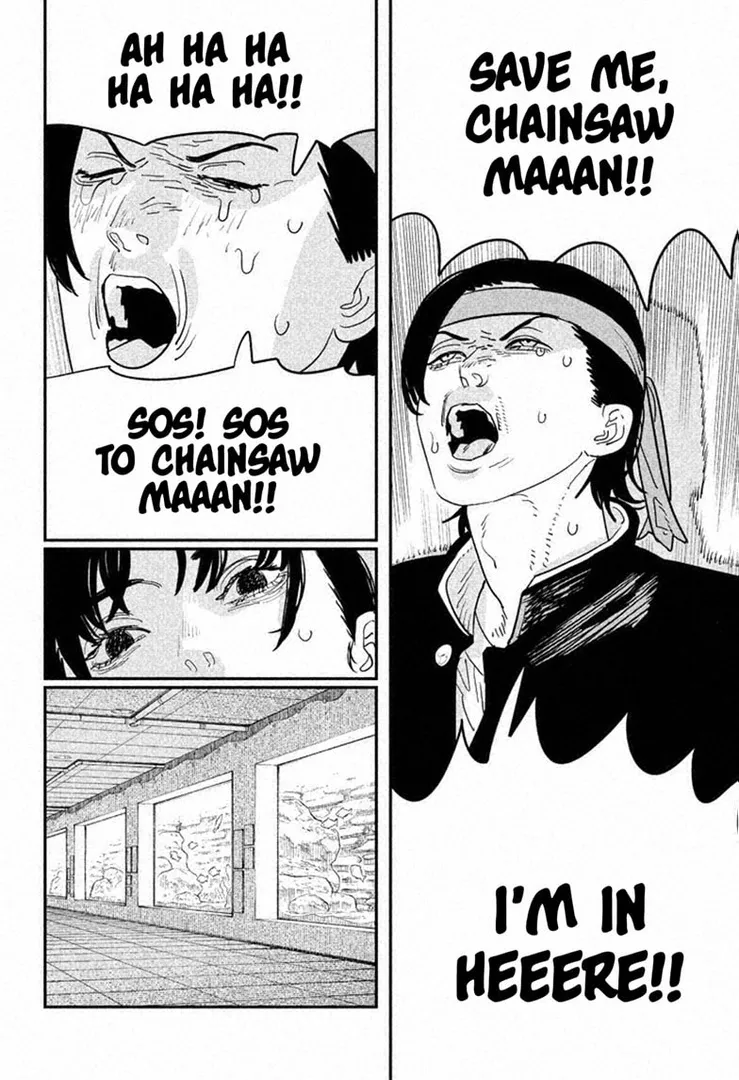 SAVE ME,
CHAINSAW
MAAAN!!
I'M IN
HEEERE!!
AH HA HA
HA HA HA!!
SOS! SOS
TO CHAINSAW
MAAAN!!